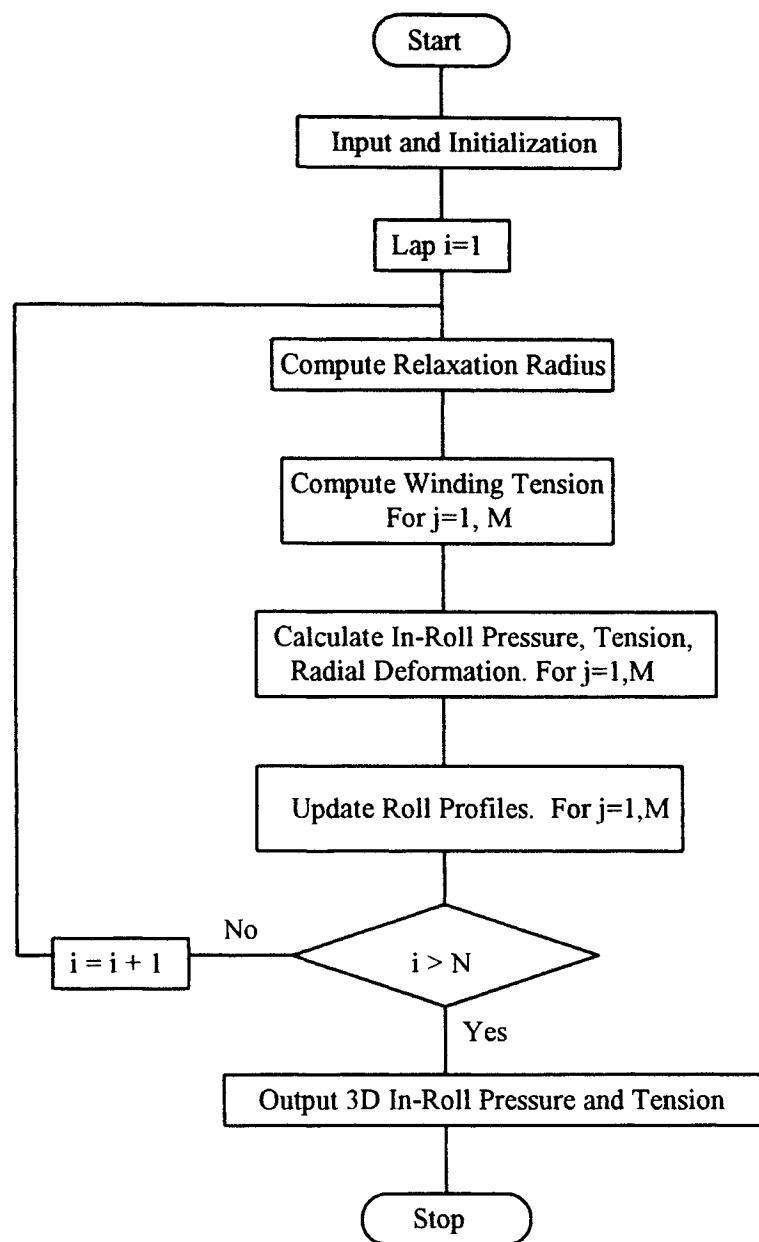 Start
Input and Initialization
Lap i=1
Compute Relaxation Radius
Compute Winding Tension
For j=1, M
Calculate In-Roll Pressure, Tension,
Radial Deformation. For j=1,M
Update Roll Profiles. For j=1,M
No
i = i + 1
i > N
Yes
Output 3D In-Roll Pressure and Tension
Stop